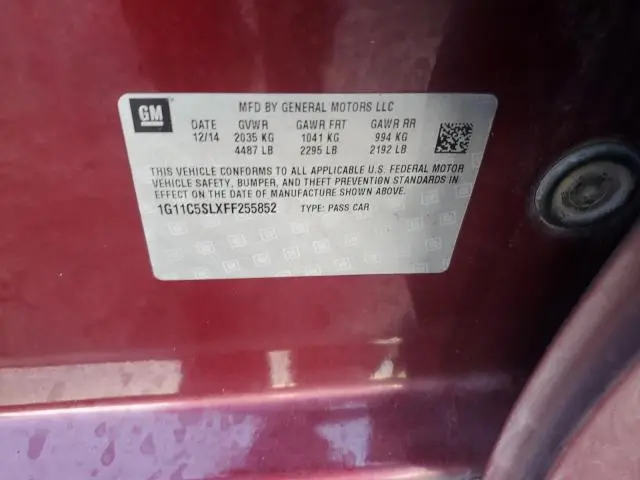 GM
MFD BY GENERAL MOTORS LLC
DATE GVWR GAWR FRT GAWR RR
12/14 2035 KG 1041 KG 994 KG
4487 LB 2295 LB 2192 LB
THIS VEHICLE CONFORMS TO ALL APPLICABLE U.S. FEDERAL MOTOR
VEHICLE SAFETY, BUMPER, AND THEFT PREVENTION STANDARDS IN
EFFECT ON THE DATE OF MANUFACTURE SHOWN ABOVE.
1G11C5SLXFF255852 TYPE: PASS CAR